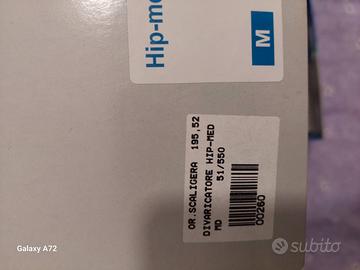 Hip-me
M
OR.SCALIGERA 195,52
DIVARICATORE HIP-MED
51/550
MD
00260
Galaxy A72
subito